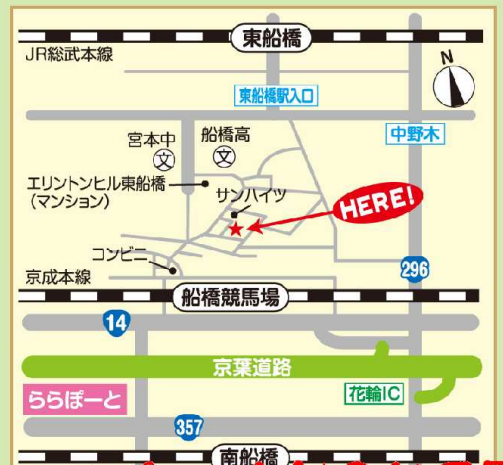 東船橋
JR総武本線
N
東船橋駅入口
宮本中
文
船橋高
文
中野木
エリントンヒル東船橋
(マンション)
サンハイツ
HERE!
コンビニ
京成本線
296
船橋競馬場
14
京葉道路
ららぽーと
花輪IC
357
南船橋